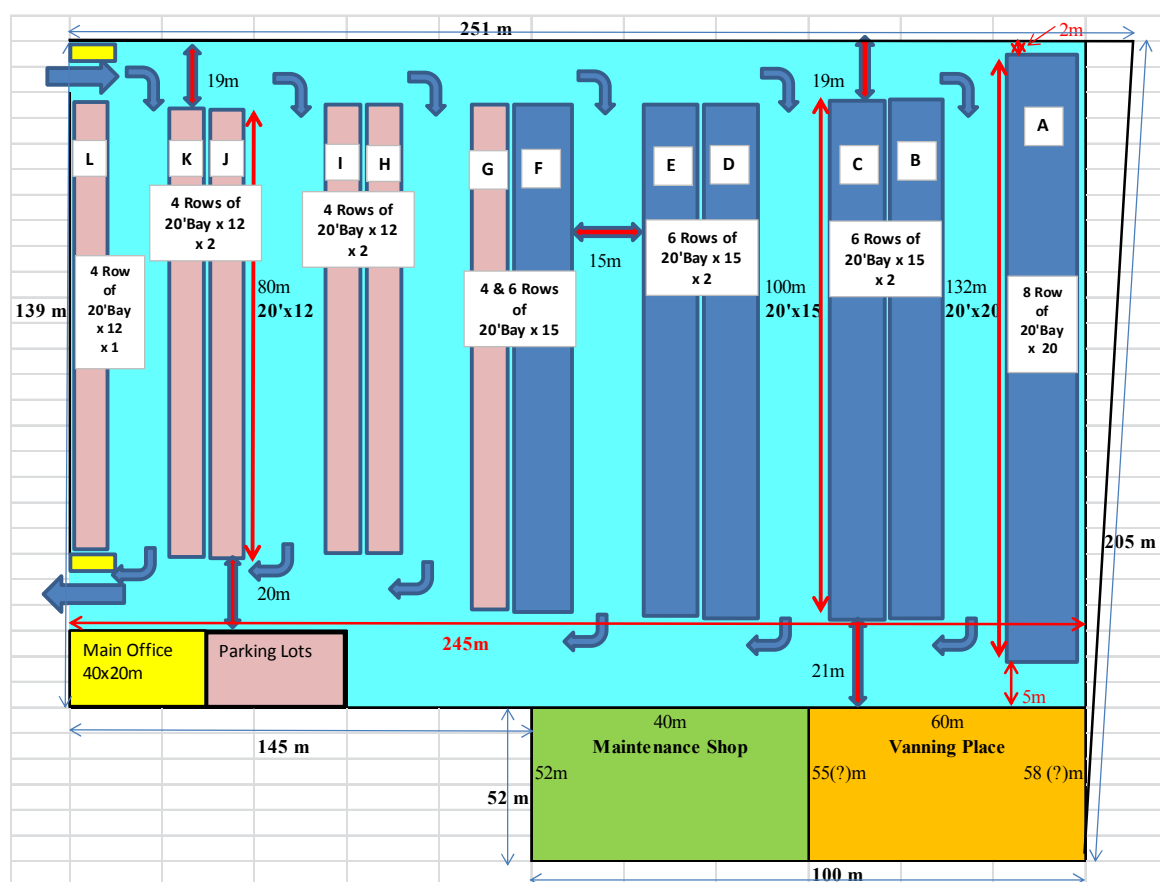 251 m
2m
19m
19m
L
K
J
I
H
G
F
E
D
C
B
A
4 Rows of
20'Bay x 12
x 2
4 Rows of
20'Bay x 12
x 2
15m
6 Rows of
20'Bay x 15
x 2
6 Rows of
20'Bay x 15
x 2
4 Row
of
20'Bay
x 12
x 1
139 m
80m
20'x12
4 & 6 Rows
of
20'Bay x 15
100m
20'x15
132m
20'x20
8 Row
of
20'Bay
x 20
205 m
20m
245m
21m
5m
Main Office
40x20m
Parking Lots
145 m
40m
Maintenance Shop
60m
Vanning Place
52m
55(?)m
58 (?)m
52 m
100 m